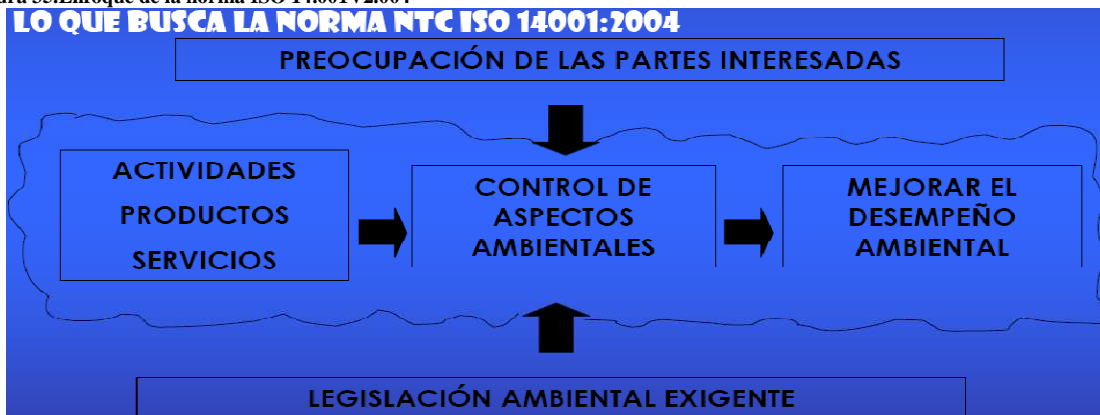 LO QUE BUSCA LA NORMA NTC ISO 14001:2004
PREOCUPACIÓN DE LAS PARTES INTERESADAS
ACTIVIDADES
PRODUCTOS
SERVICIOS
CONTROL DE
ASPECTOS
AMBIENTALES
MEJORAR EL
DESEMPEÑO
AMBIENTAL
LEGISLACIÓN AMBIENTAL EXIGENTE